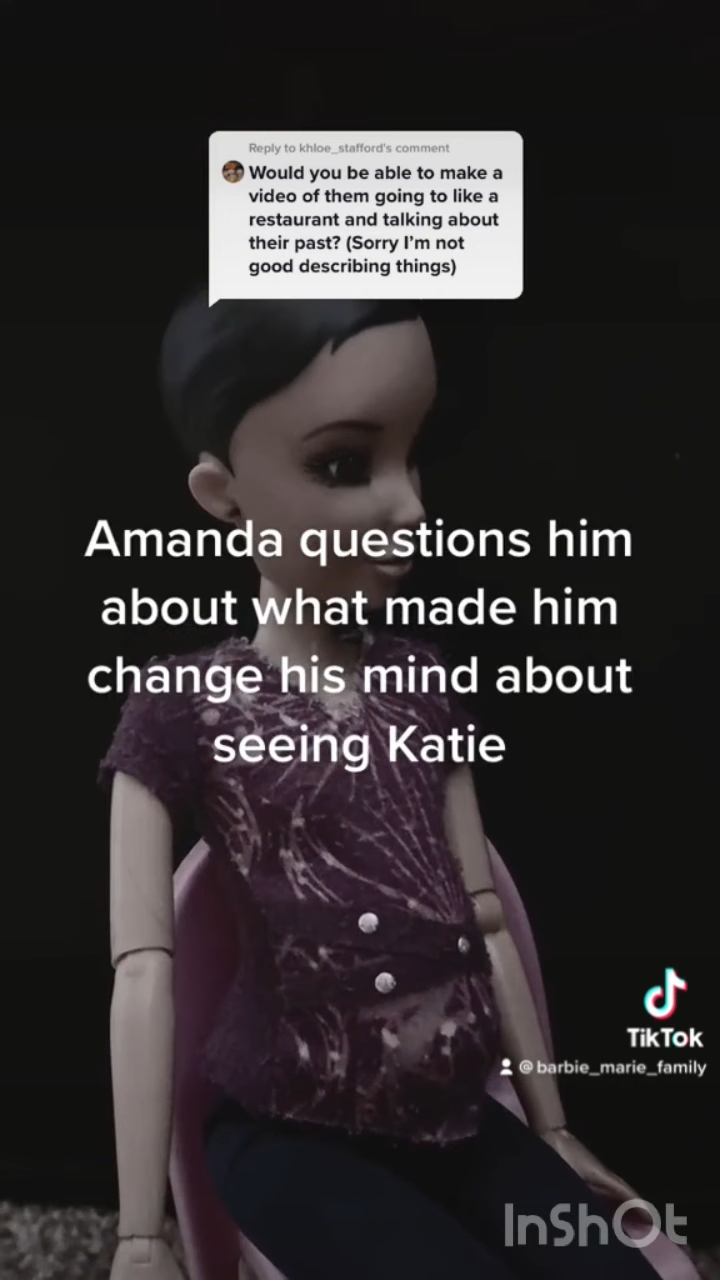 Reply to khloe_stafford's comment
Would you be able to make a
video of them going to like a
restaurant and talking about
their past? (Sorry I'm not
good describing things)
Amanda questions him
about what made him
change his mind about
seeing Katie
TikTok
@barbie_marie_family
InShOt